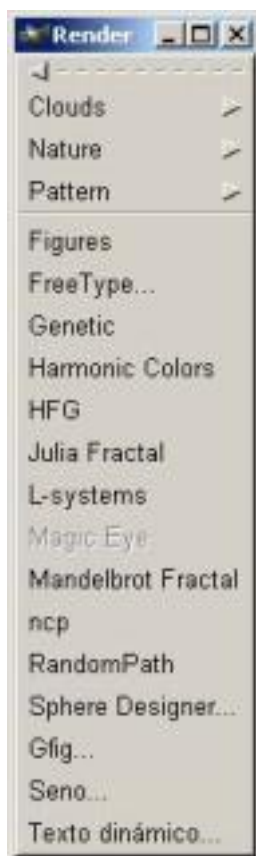 Render
Clouds
Nature
Pattern
Figures
FreeType...
Genetic
Harmonic Colors
HFG
Julia Fractal
L-systems
Magic Eye
Mandelbrot Fractal
ncp
RandomPath
Sphere Designer...
Gfig...
Seno...
Texto dinámico...